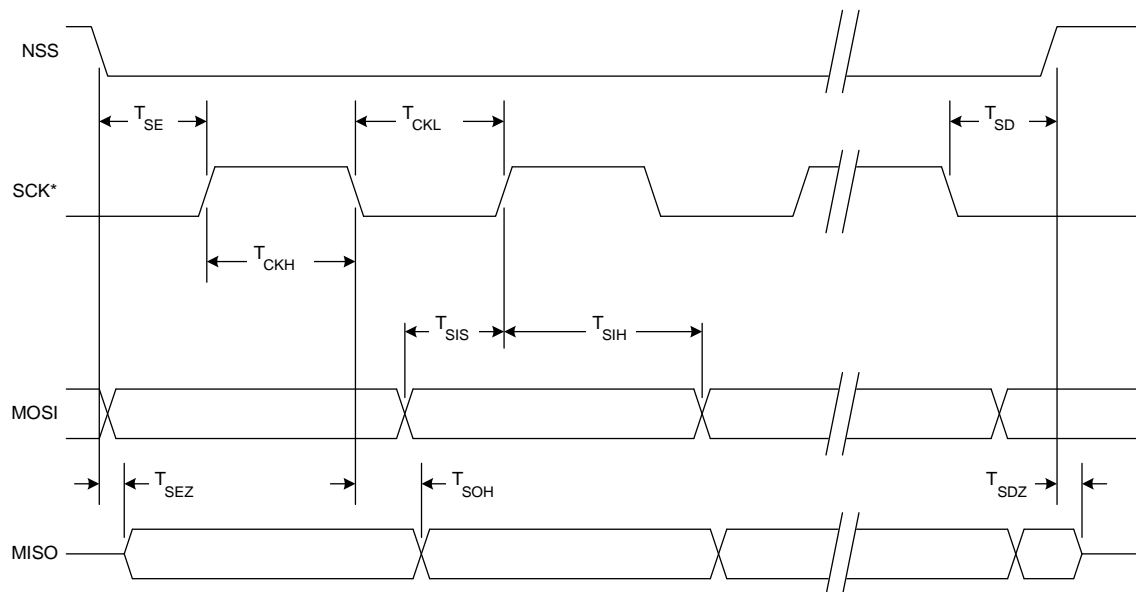 NSS
T_SE
T_CKL
T_SD
SCK*
T_CKH
T_SIS
T_SIH
MOSI
T_SEZ
T_SOH
T_SDZ
MISO